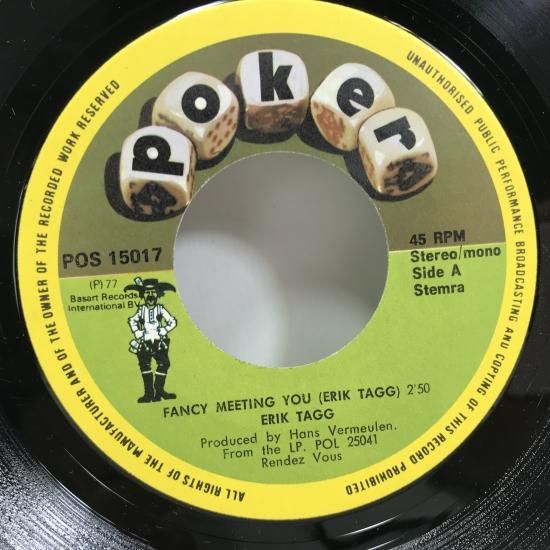 poker
POS 15017
(P) 77
Basart Records
International BV
45 RPM
Stereo/mono
Side A
Stemra
FANCY MEETING YOU (ERIK TAGG) 2'50
ERIK TAGG
Produced by Hans Vermeulen.
From the LP. POL 25041
Rendez Vous
ALL RIGHTS OF THE MANUFACTURER AND OF THE OWNER OF THE RECORDED WORK RESERVED
UNAUTHORISED PUBLIC PERFORMANCE BROADCASTING AND COPYING OF THIS RECORD PROHIBITED